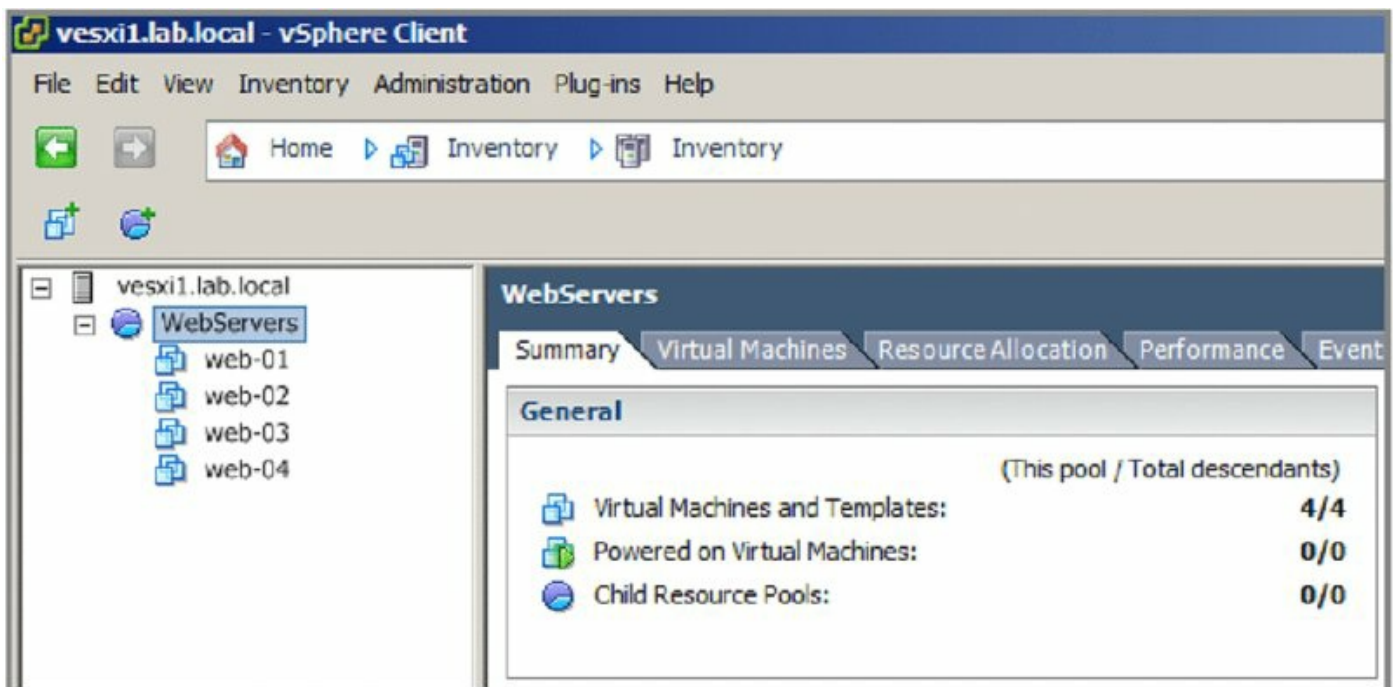 vesxi1.lab.local - vSphere Client
File Edit View Inventory Administration Plug-ins Help
Home Inventory Inventory
vesxi1.lab.local
WebServers
web-01
web-02
web-03
web-04
WebServers
Summary Virtual Machines Resource Allocation Performance Event
General
(This pool / Total descendants)
Virtual Machines and Templates: 4/4
Powered on Virtual Machines: 0/0
Child Resource Pools: 0/0